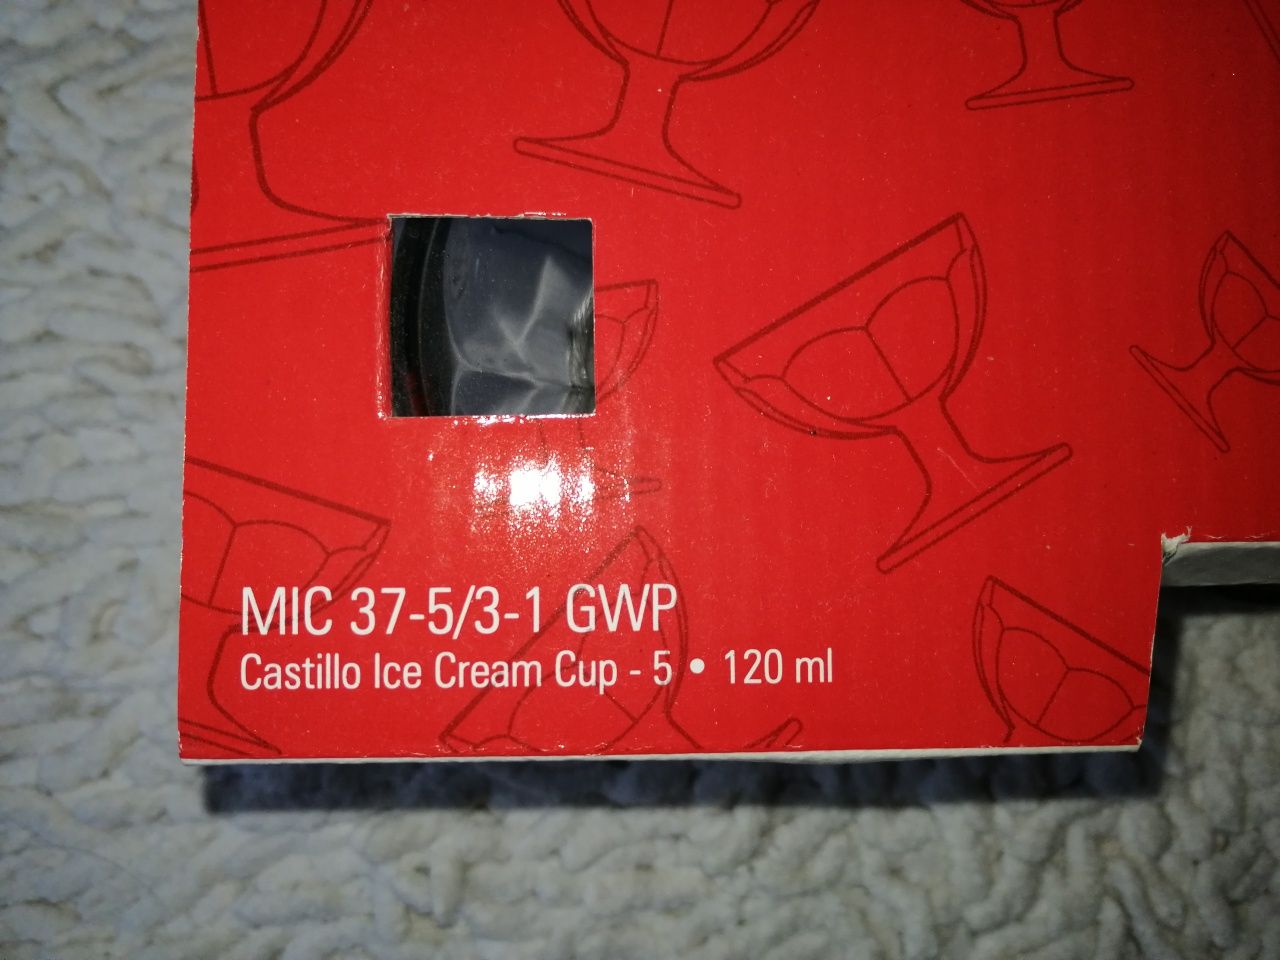 MIC 37-5/3-1 GWP
Castillo Ice Cream Cup - 5 • 120 ml